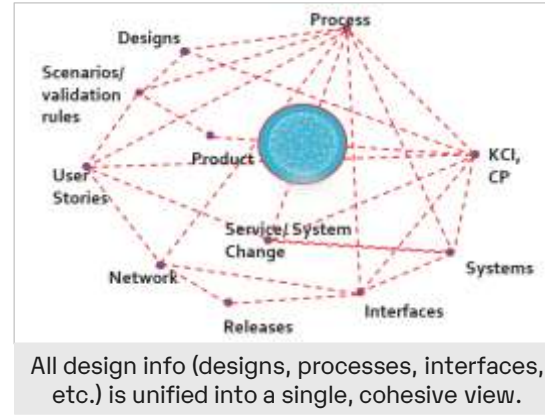 Process
Designs
Scenarios/
validation
rules
Product
KCI,
CP
User
Stories
Service/ System
Change
Network
Systems
Interfaces
Releases
All design info (designs, processes, interfaces,
etc.) is unified into a single, cohesive view.